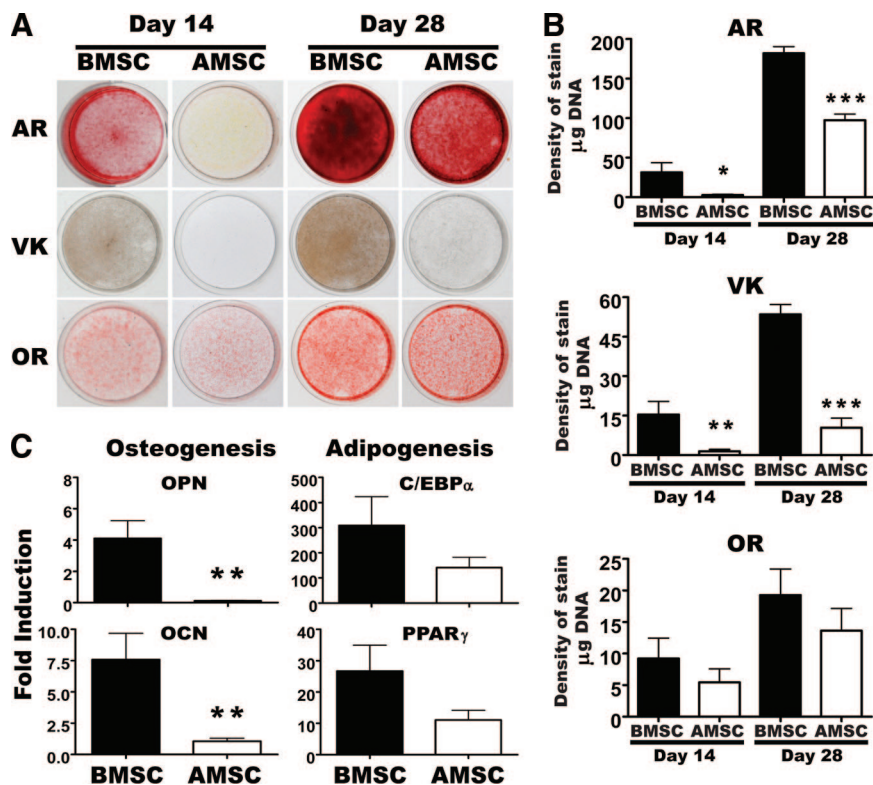 A
Day 14 Day 28
BMSC AMSC BMSC AMSC
AR
VK
OR
B
AR
Density of stain
µg DNA
200
150
100
50
0
*
***
BMSC AMSC BMSC AMSC
Day 14 Day 28
VK
Density of stain
µg DNA
60
45
30
15
0
**
***
BMSC AMSC BMSC AMSC
Day 14 Day 28
OR
Density of stain
µg DNA
25
20
15
10
5
0
BMSC AMSC BMSC AMSC
Day 14 Day 28
C
Osteogenesis Adipogenesis
Fold Induction
OPN
8
6
4
2
0
**
C/EBPα
500
400
300
200
100
0
OCN
10.0
7.5
5.0
2.5
0.0
**
PPARγ
40
30
20
10
0
BMSC AMSC BMSC AMSC